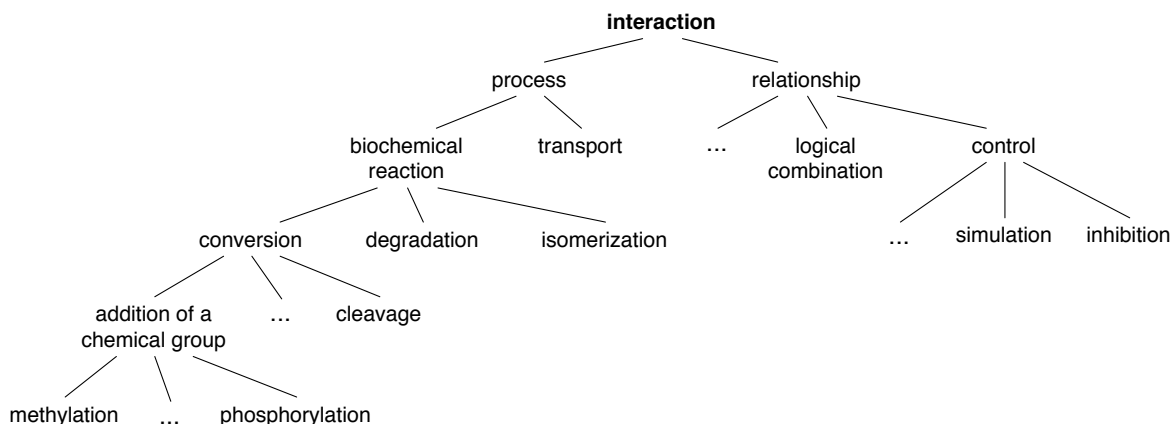 interaction
process
relationship
biochemical
reaction
transport
...
logical
combination
control
conversion
degradation
isomerization
...
simulation
inhibition
addition of a
chemical group
...
cleavage
methylation
...
phosphorylation